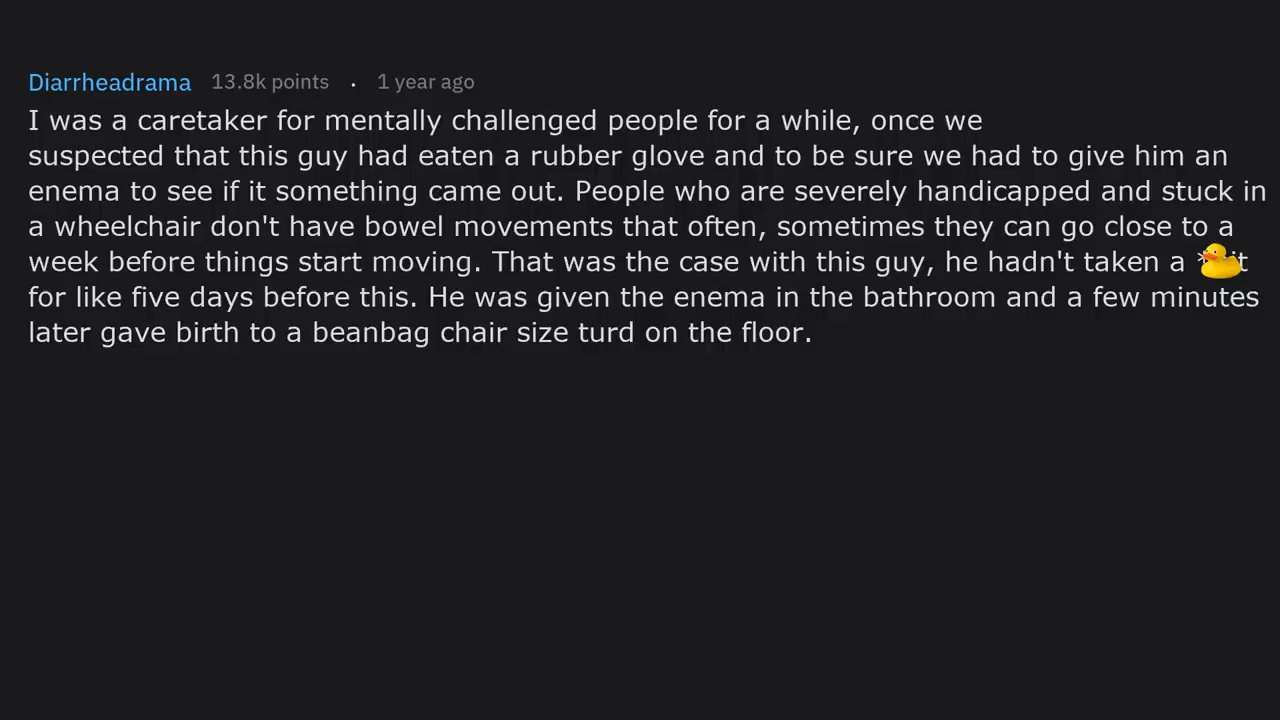 Diarrheadrama 13.8k points . 1 year ago
I was a caretaker for mentally challenged people for a while, once we
suspected that this guy had eaten a rubber glove and to be sure we had to give him an
enema to see if it something came out. People who are severely handicapped and stuck in
a wheelchair don't have bowel movements that often, sometimes they can go close to a
week before things start moving. That was the case with this guy, he hadn't taken a
for like five days before this. He was given the enema in the bathroom and a few minutes
later gave birth to a beanbag chair size turd on the floor.